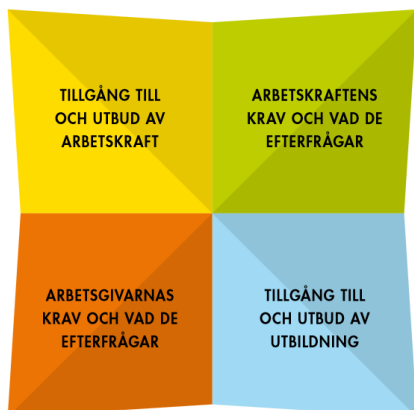 TILLGÅNG TILL
OCH UTBUD AV
ARBETSKRAFT
ARBETSKRAFTENS
KRAV OCH VAD DE
EFTERFRÅGAR
ARBETSGIVARNAS
KRAV OCH VAD DE
EFTERFRÅGAR
TILLGÅNG TILL
OCH UTBUD AV
UTBILDNING